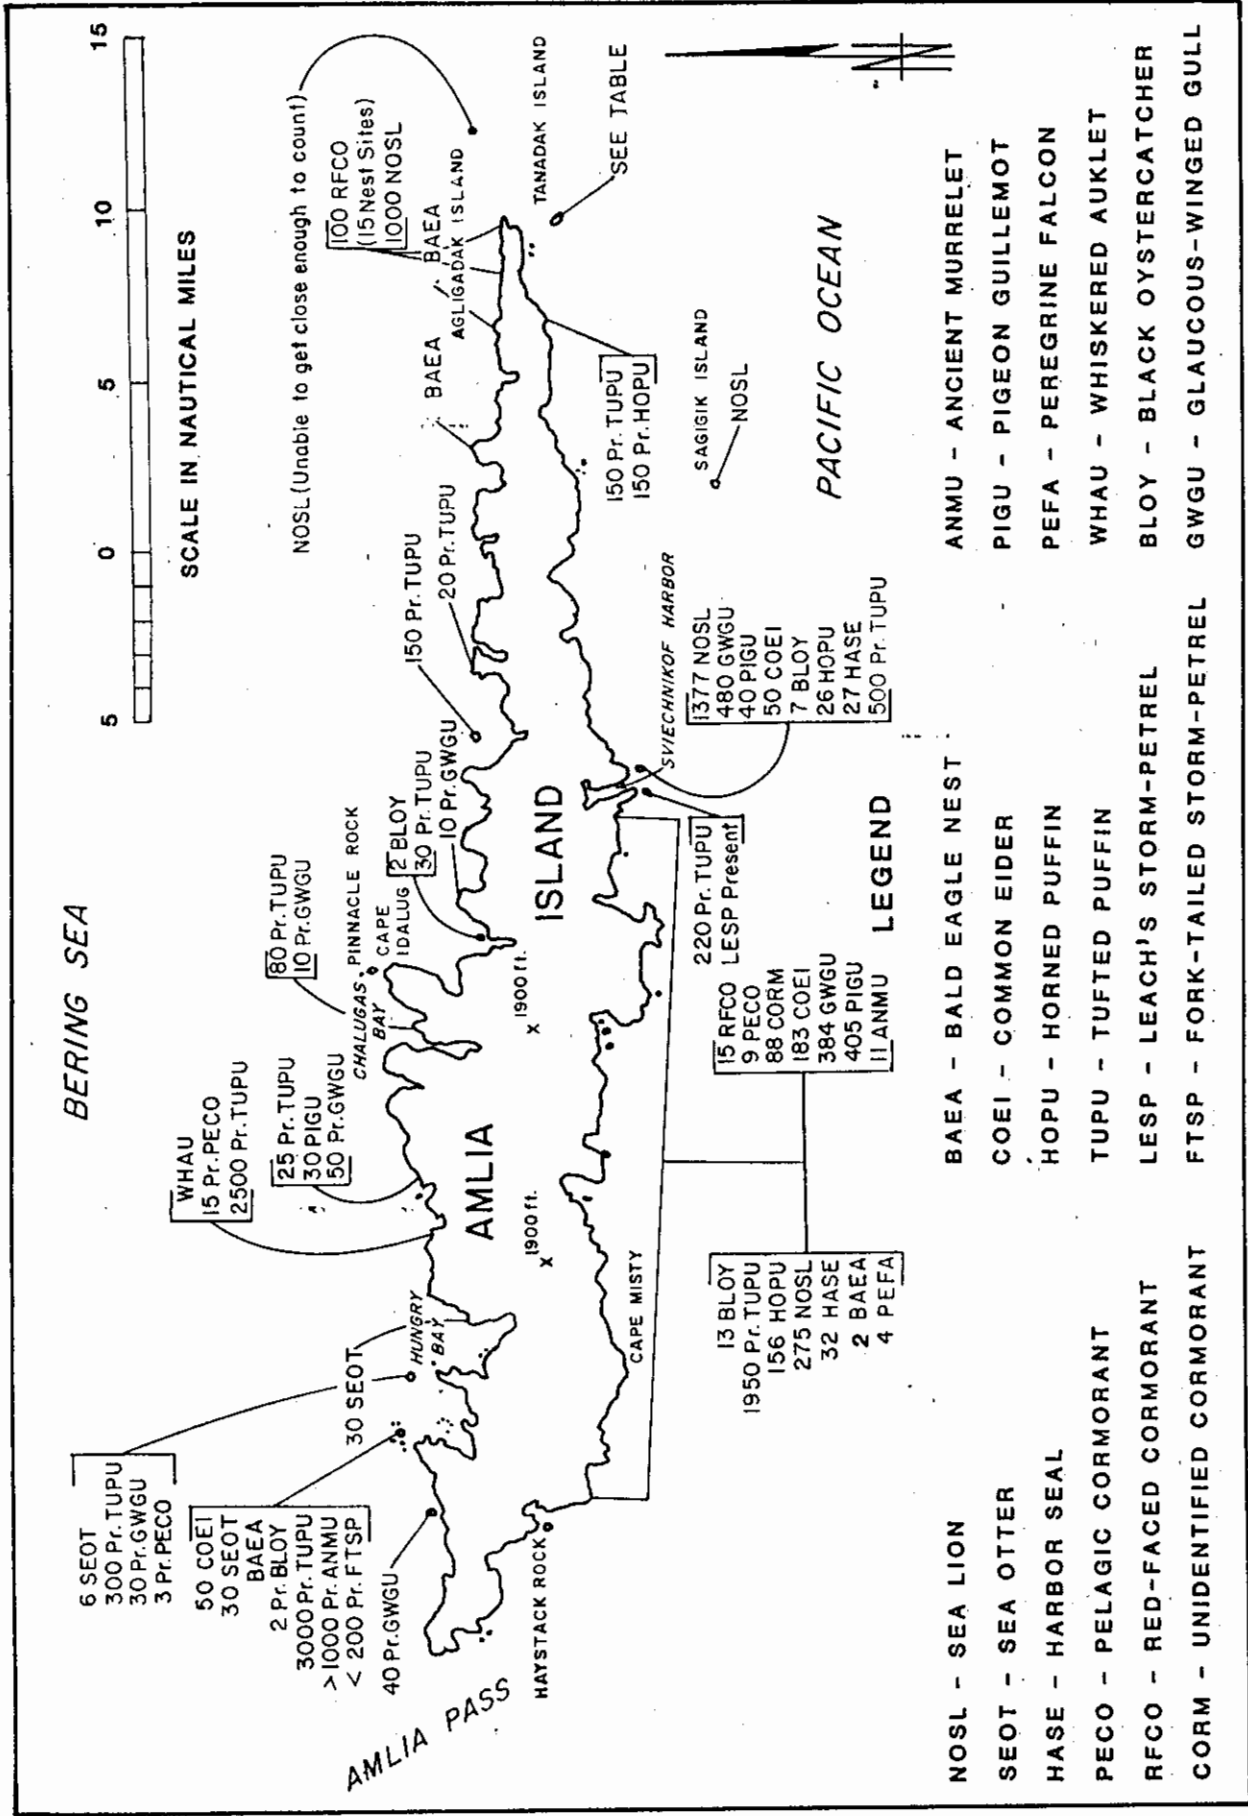 BERING SEA
5 0 5 10 15
SCALE IN NAUTICAL MILES
NOSL (Unable to get close enough to count)
6 SEOT
300 Pr. TUPU
30 Pr. GWGU
3 Pr. PECO
50 COEI
30 SEOT
BAEA
2 Pr. BLOY
3000 Pr. TUPU
>1000 Pr. ANMU
< 200 Pr. FTSP
40 Pr. GWGU
30 SEOT
HUNGRY
BAY
WHAU
15 Pr. PECO
2500 Pr. TUPU
25 Pr. TUPU
30 PIGU
50 Pr. GWGU
80 Pr. TUPU
10 Pr. GWGU
CHALUGAS
BAY
PINNACLE ROCK
CAPE
IDALUG
2 BLOY
30 Pr. TUPU
10 Pr. GWGU
150 Pr. TUPU
20 Pr. TUPU
BAEA
BAEA
AGLIGADAK ISLAND
100 RFCO
(15 Nest Sites)
1000 NOSL
TANADAK ISLAND
SEE TABLE
N
AMLIA PASS
HAYSTACK ROCK
AMLIA
ISLAND
X 1900 ft.
X 1900 ft.
CAPE MISTY
SVIECHNIKOF HARBOR
150 Pr. TUPU
150 Pr. HOPU
SAGIGIK ISLAND
NOSL
PACIFIC OCEAN
1377 NOSL
480 GWGU
40 PIGU
50 COEI
7 BLOY
26 HOPU
27 HASE
500 Pr. TUPU
220 Pr. TUPU
LESP Present
15 RFCO
9 PECO
88 CORM
183 COEI
384 GWGU
405 PIGU
11 ANMU
13 BLOY
1950 Pr. TUPU
156 HOPU
275 NOSL
32 HASE
2 BAEA
4 PEFA
LEGEND
NOSL - SEA LION
SEOT - SEA OTTER
HASE - HARBOR SEAL
PECO - PELAGIC CORMORANT
RFCO - RED-FACED CORMORANT
CORM - UNIDENTIFIED CORMORANT
BAEA - BALD EAGLE NEST
COEI - COMMON EIDER
HOPU - HORNED PUFFIN
TUPU - TUFTED PUFFIN
LESP - LEACH'S STORM-PETREL
FTSP - FORK-TAILED STORM-PETREL
ANMU - ANCIENT MURRELET
PIGU - PIGEON GUILLEMOT
PEFA - PEREGRINE FALCON
WHAU - WHISKERED AUKLET
BLOY - BLACK OYSTERCATCHER
GWGU - GLAUCOUS-WINGED GULL